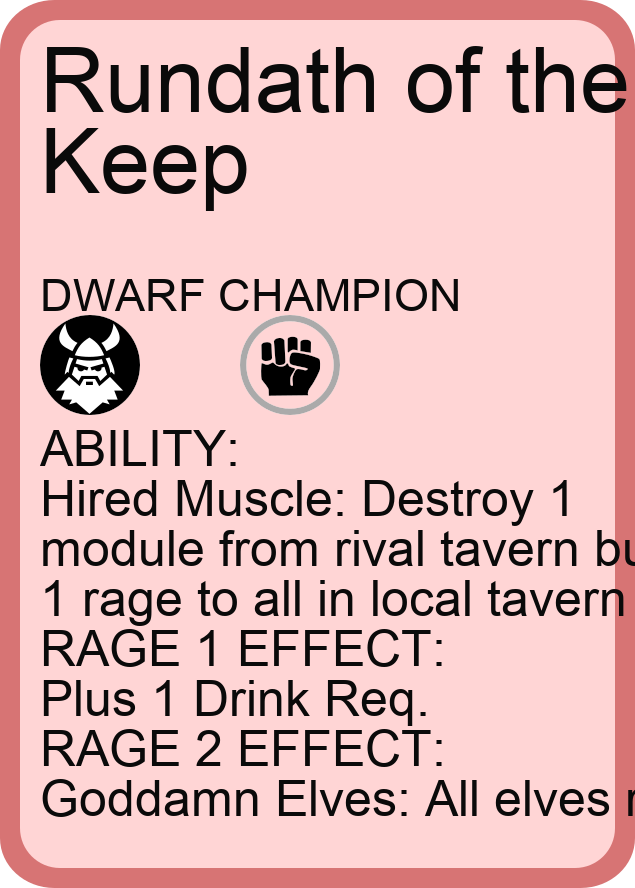 Rundath of the
Keep
DWARF CHAMPION
ABILITY:
Hired Muscle: Destroy 1
module from rival tavern
1 rage to all in local tavern
RAGE 1 EFFECT:
Plus 1 Drink Req.
RAGE 2 EFFECT:
Goddamn Elves: All elves